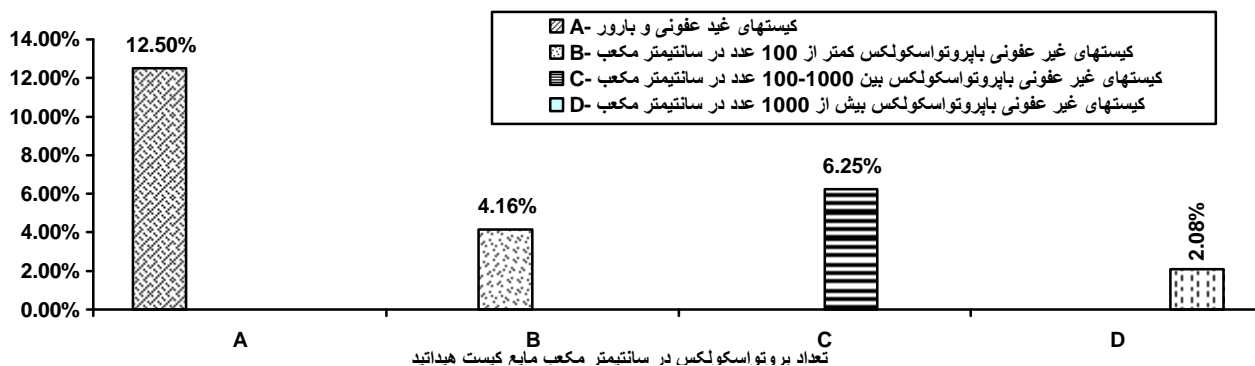 A- کیستهای غید عفونی و بارور
B- کیستهای غیر عفونی باپروتواسکولکس کمتر از 100 عدد در سانتیمتر مکعب
C- کیستهای غیر عفونی باپروتواسکولکس بین 1000-100 عدد در سانتیمتر مکعب
D- کیستهای غیر عفونی باپروتواسکولکس بیش از 1000 عدد در سانتیمتر مکعب
14.00%
12.00%
10.00%
8.00%
6.00%
4.00%
2.00%
0.00%
12.50%
4.16%
6.25%
2.08%
A B C D
تعداد پروتواسکولکس در سانتیمتر مکعب مایع کیست هیداتید